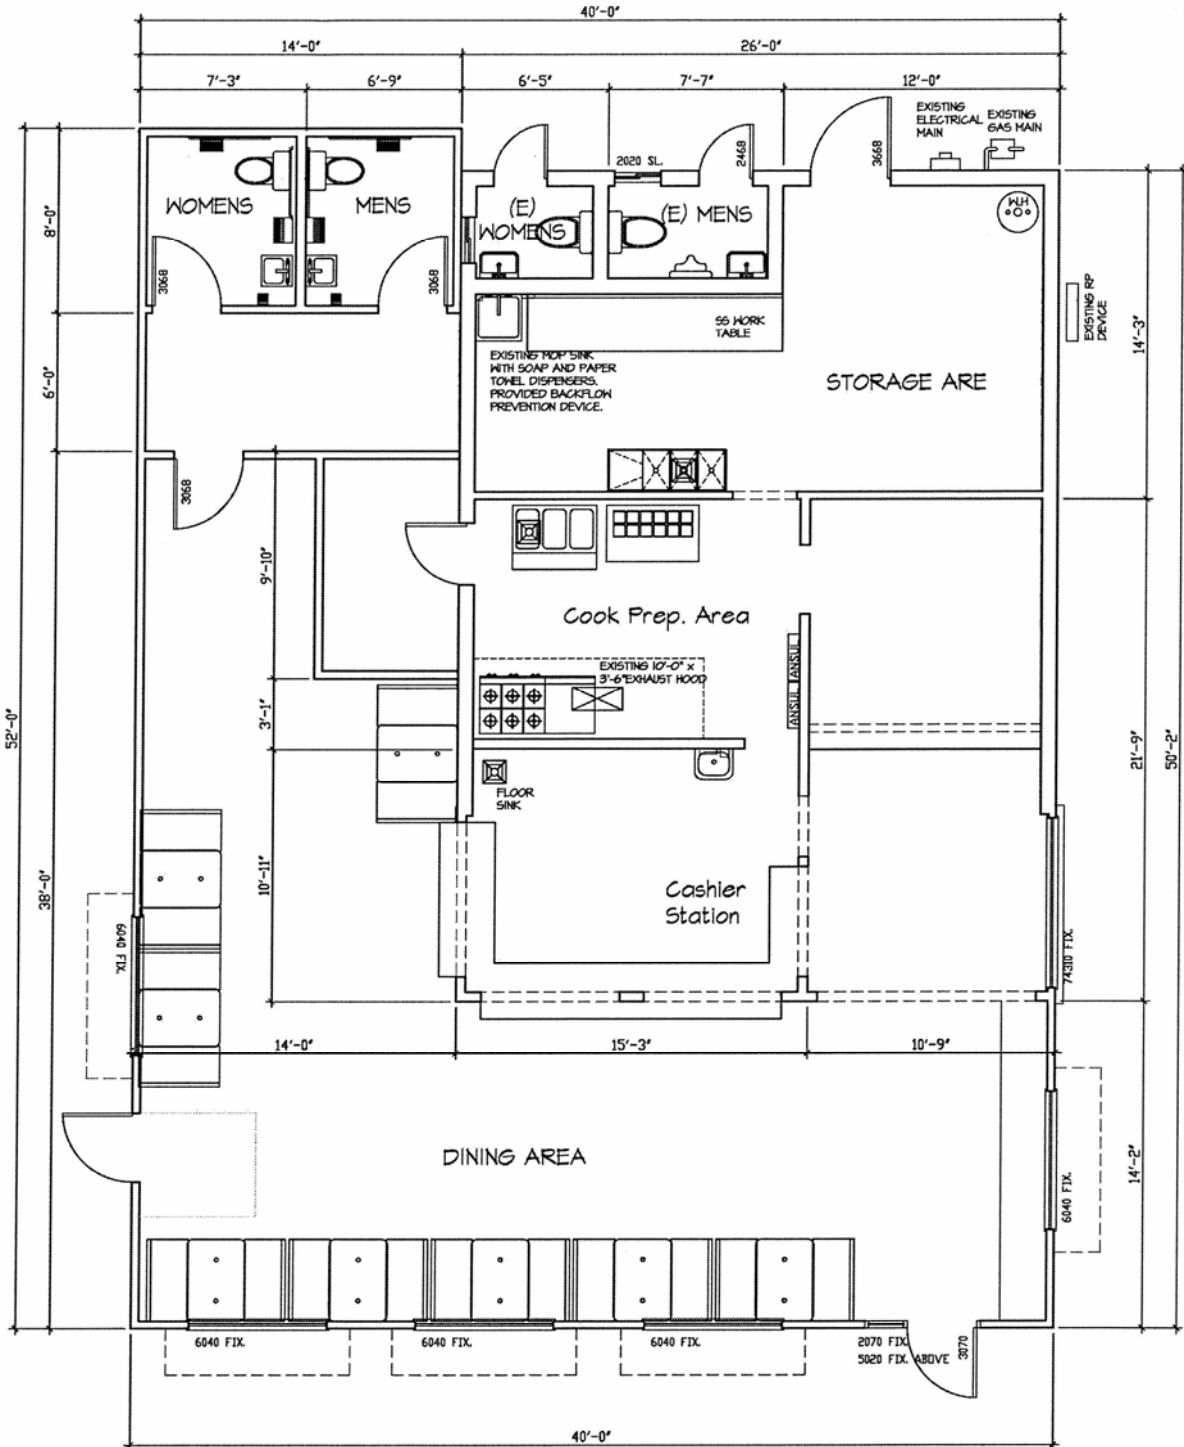 40'-0"
14'-0"
26'-0"
7'-3"
6'-9"
6'-5"
7'-7"
12'-0"
EXISTING
ELECTRICAL
MAIN
EXISTING
GAS MAIN
2020 SL.
2468
3668
WOMENS
MENS
(E)
WOMENS
(E) MENS
W.H
8'-0"
3068
3068
SS WORK
TABLE
EXISTING RP
DEVICE
14'-3"
EXISTING MOP SINK
WITH SOAP AND PAPER
TOWEL DISPENSERS.
PROVIDED BACKFLOW
PREVENTION DEVICE.
STORAGE ARE
6'-0"
3068
9'-10"
Cook Prep. Area
EXISTING 10'-0" x
3'-6" EXHAUST HOOD
ANSUL
ANSUL
3'-1"
52'-0"
50'-2"
21'-9"
FLOOR
SINK
10'-11"
38'-0"
Cashier
Station
6040 FIX.
74310 FIX.
14'-0"
15'-3"
10'-9"
DINING AREA
14'-2"
6040 FIX.
6040 FIX.
6040 FIX.
6040 FIX.
2070 FIX.
5020 FIX. ABOVE
3070
40'-0"